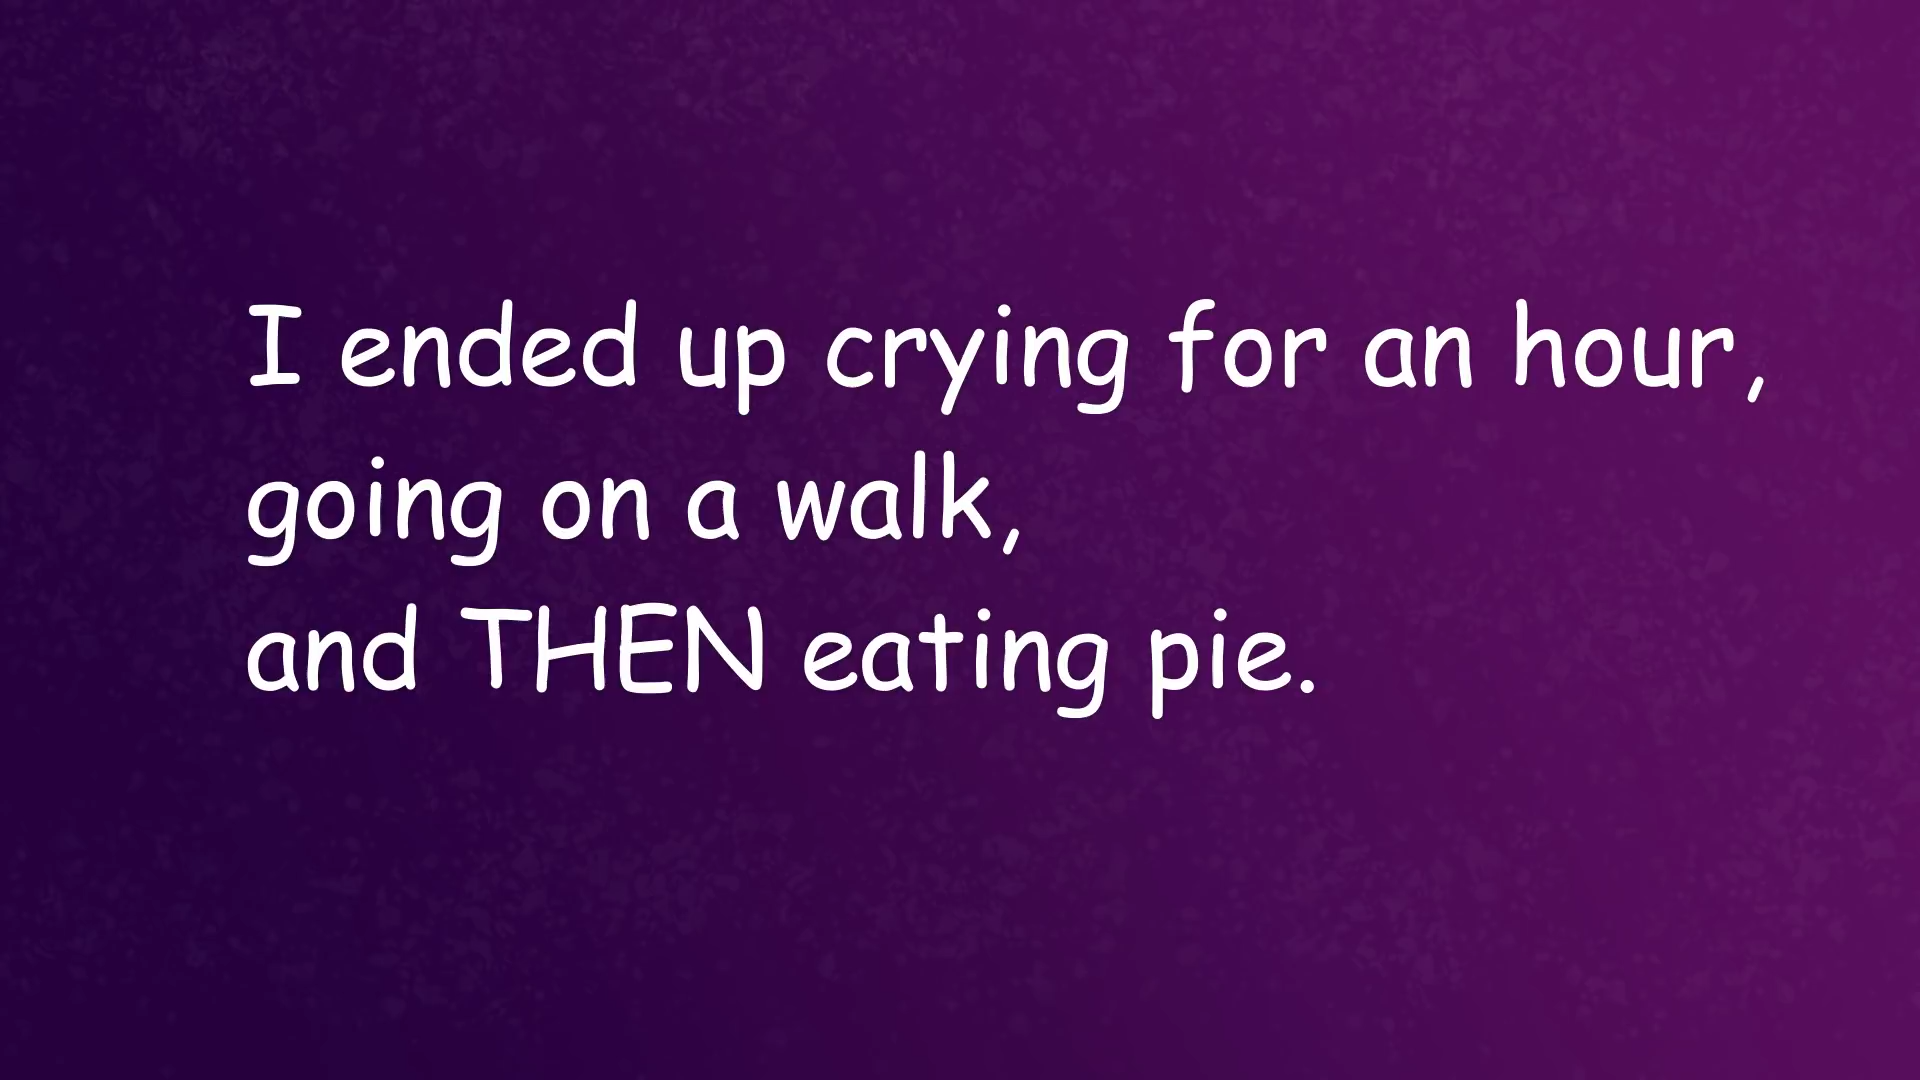 I ended up crying for an hour,
going on a walk,
and THEN eating pie.